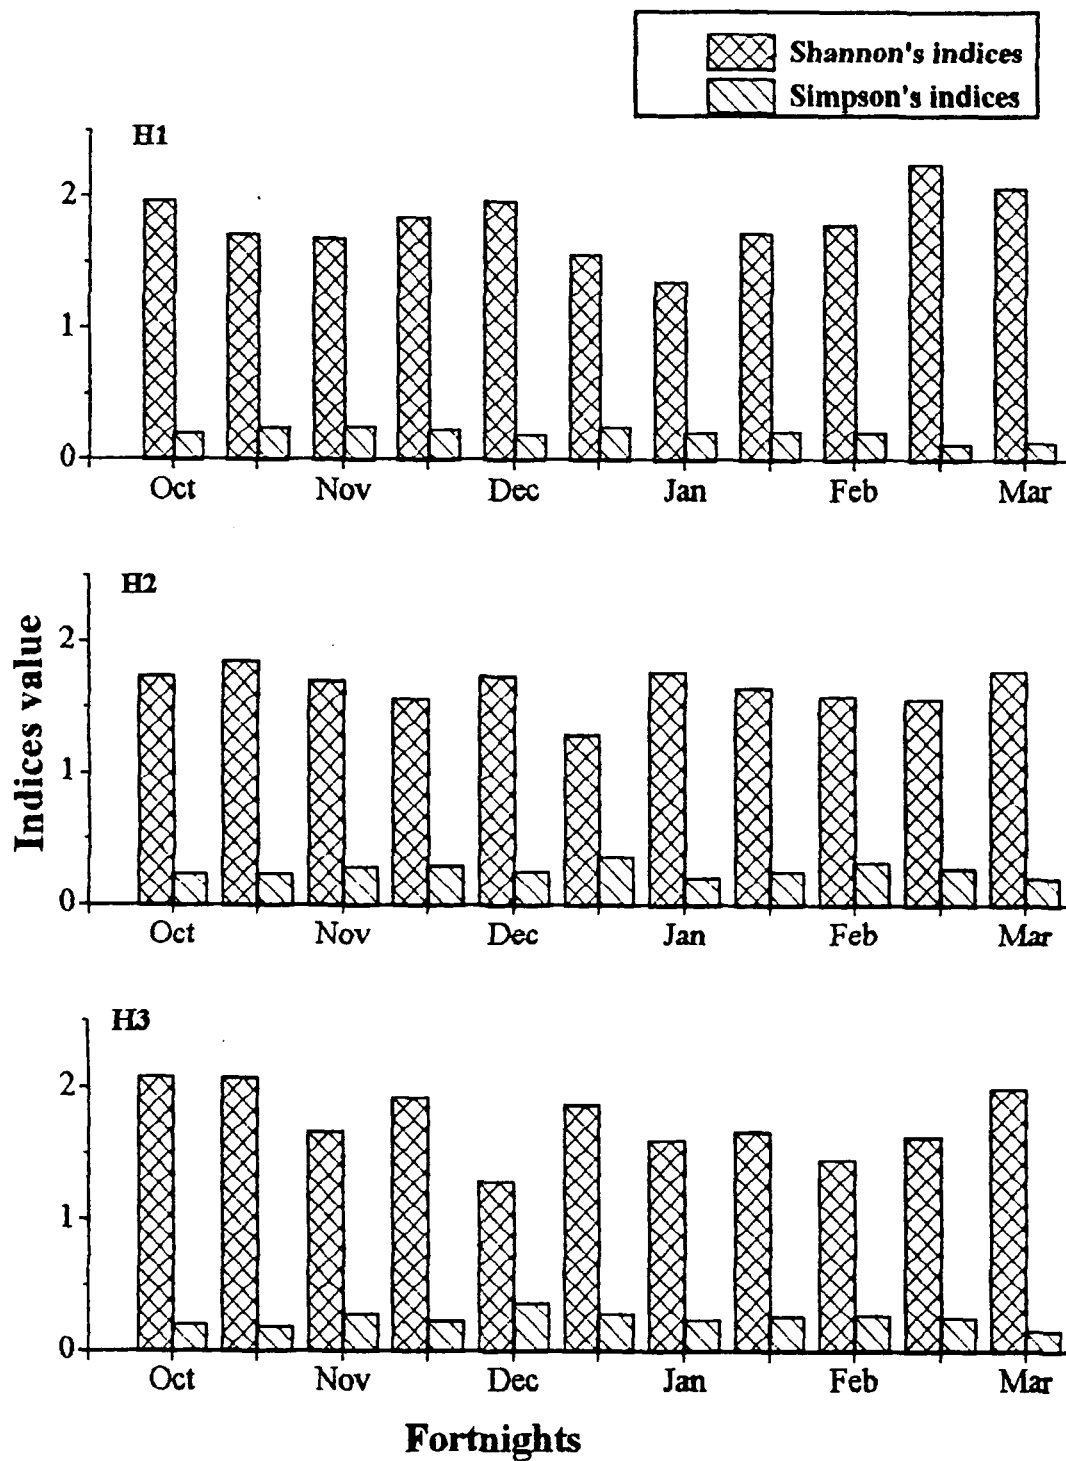 Shannon's indices
Simpson's indices
H1
2
1
0
Oct Nov Dec Jan Feb Mar
H2
Indices value
2
1
0
Oct Nov Dec Jan Feb Mar
H3
2
1
0
Oct Nov Dec Jan Feb Mar
Fortnights